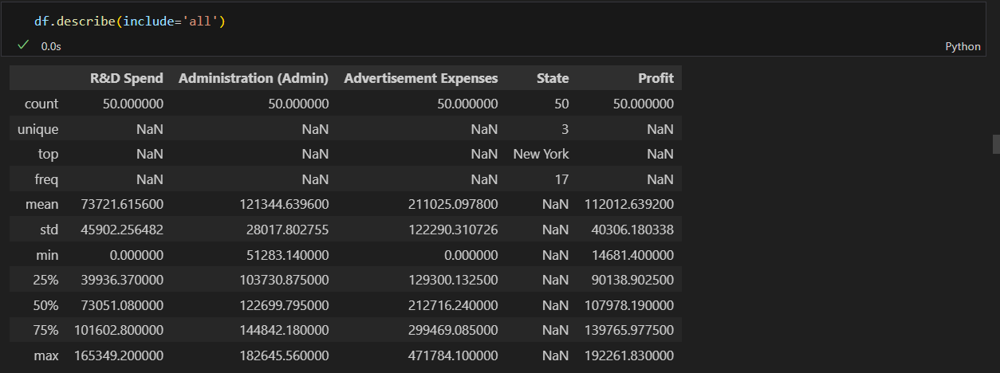 df.describe(include='all')
0.0s Python
R&D Spend Administration (Admin) Advertisement Expenses State Profit
count 50.000000 50.000000 50.000000 50 50.000000
unique NaN NaN NaN 3 NaN
top NaN NaN NaN New York NaN
freq NaN NaN NaN 17 NaN
mean 73721.615600 121344.639600 211025.097800 NaN 112012.639200
std 45902.256482 28017.802755 122290.310726 NaN 40306.180338
min 0.000000 51283.140000 0.000000 NaN 14681.400000
25% 39936.370000 103730.875000 129300.132500 NaN 90138.902500
50% 73051.080000 122699.795000 212716.240000 NaN 107978.190000
75% 101602.800000 144842.180000 299469.085000 NaN 139765.977500
max 165349.200000 182645.560000 471784.100000 NaN 192261.830000